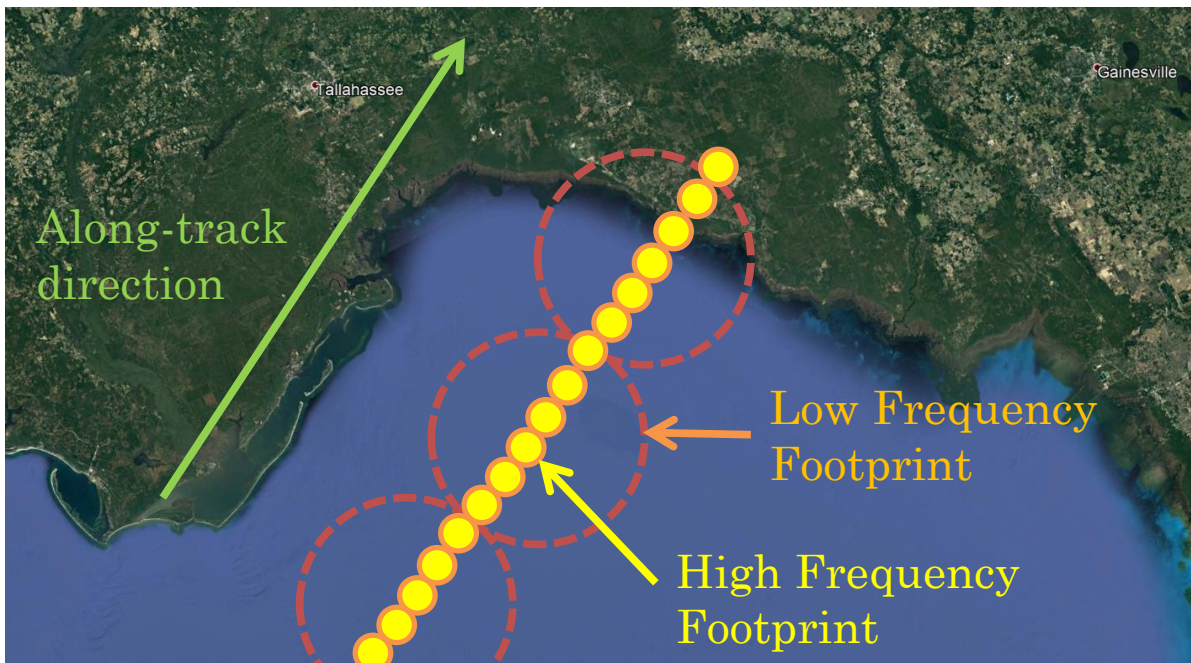 Tallahassee
Gainesville
Along-track
direction
Low Frequency
Footprint
High Frequency
Footprint